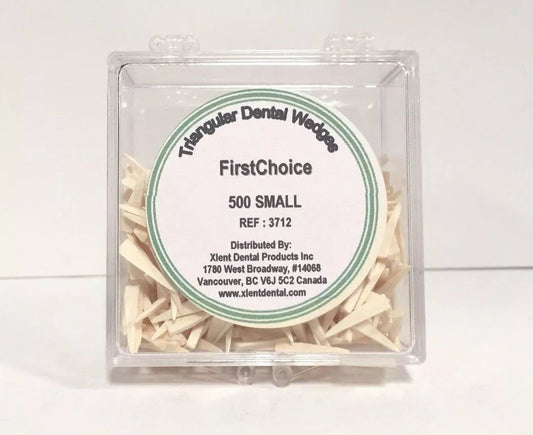 Triangular Dental Wedges
FirstChoice
500 SMALL
REF : 3712
Distributed By:
Xlent Dental Products Inc
1780 West Broadway, #14068
Vancouver, BC V6J 5C2 Canada
www.xlentdental.com